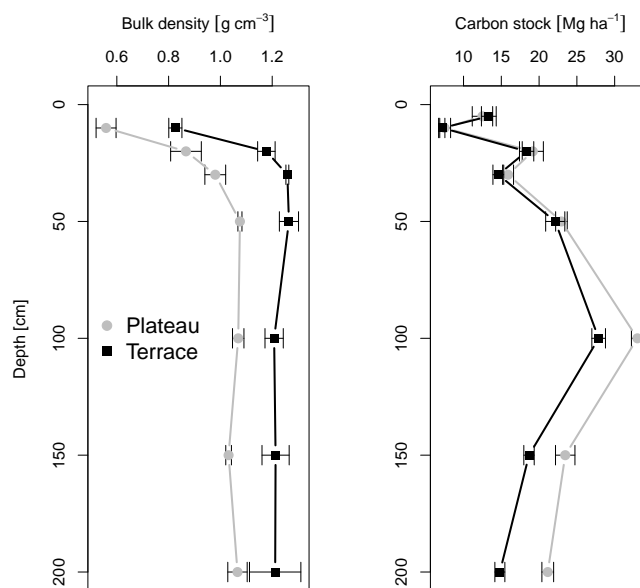 Bulk density [g cm⁻³]
0.6 0.8 1.0 1.2
Carbon stock [Mg ha⁻¹]
10 15 20 25 30
Depth [cm]
0
50
100
150
200
Plateau
Terrace
0
50
100
150
200